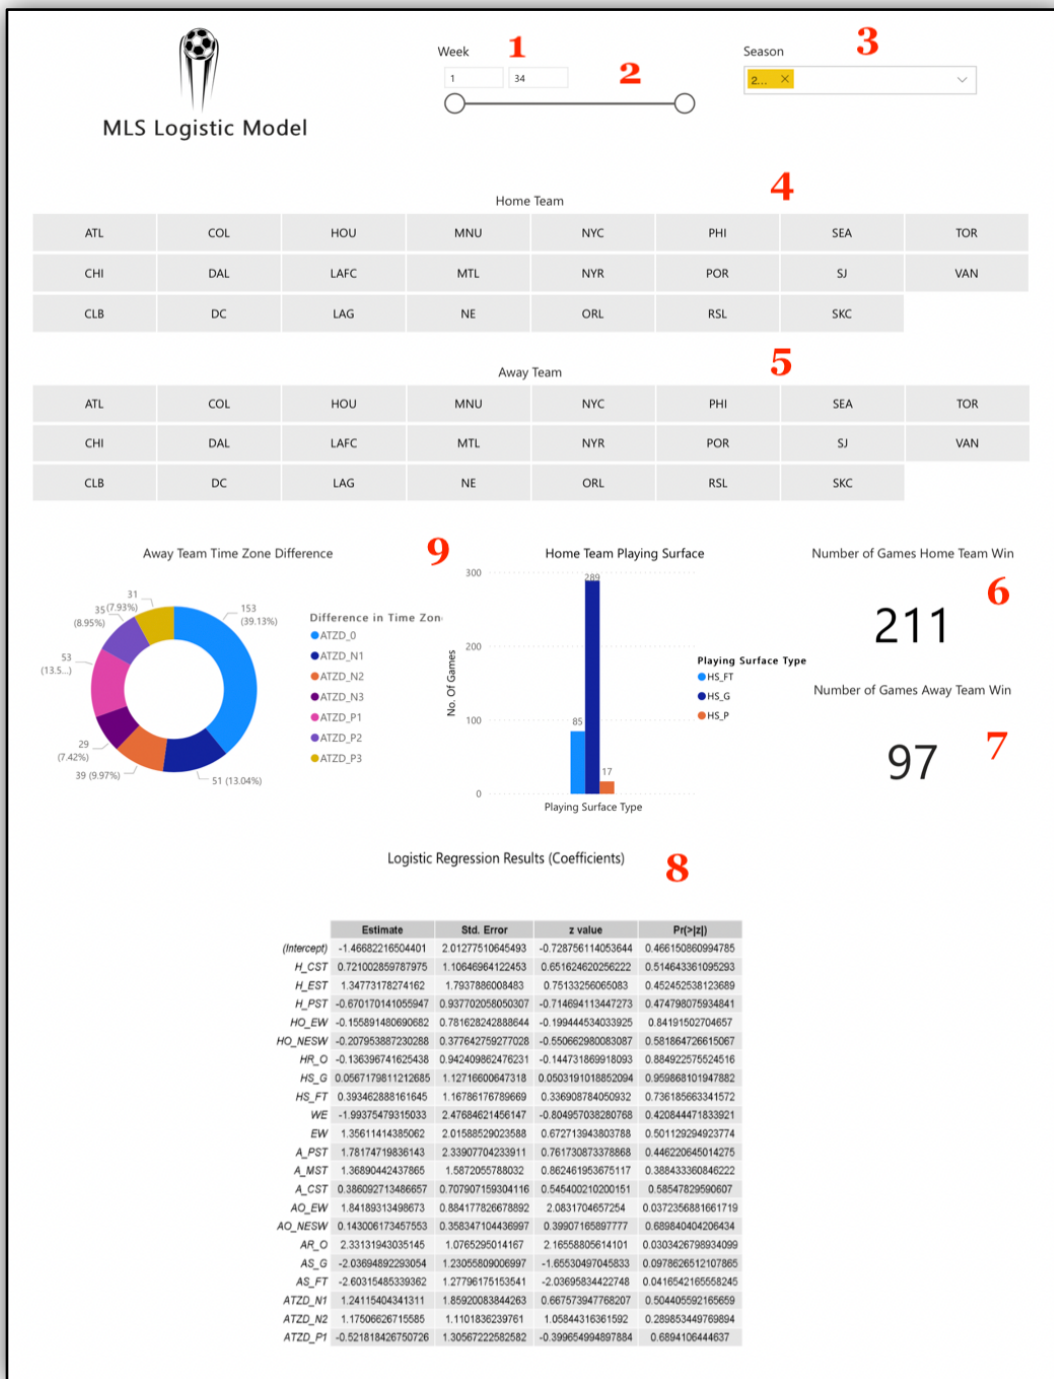 Week
1
1
34
2
Season
3
2... ×
MLS Logistic Model
4
Home Team
ATL COL HOU MNU NYC PHI SEA TOR
CHI DAL LAFC MTL NYR POR SJ VAN
CLB DC LAG NE ORL RSL SKC
5
Away Team
ATL COL HOU MNU NYC PHI SEA TOR
CHI DAL LAFC MTL NYR POR SJ VAN
CLB DC LAG NE ORL RSL SKC
Away Team Time Zone Difference
9
31
(7.93%)
35
(8.95%)
153
(39.13%)
53
(13.5...)
29
(7.42%)
39 (9.97%)
51 (13.04%)
Difference in Time Zon
ATZD_0
ATZD_N1
ATZD_N2
ATZD_N3
ATZD_P1
ATZD_P2
ATZD_P3
Home Team Playing Surface
300
200
100
0
No. Of Games
289
85
17
Playing Surface Type
Playing Surface Type
HS_FT
HS_G
HS_P
Number of Games Home Team Win
6
211
Number of Games Away Team Win
7
97
Logistic Regression Results (Coefficients)
8
Estimate Std. Error z value Pr(>|z|)
(Intercept) -1.46682216504401 2.01277510645493 -0.728756114053644 0.466150860994785
H_CST 0.721002859787975 1.10646964122453 0.651624620256222 0.514643361095293
H_EST 1.34773178274162 1.7937886008483 0.75133256065083 0.452452538123689
H_PST -0.670170141055947 0.937702058050307 -0.714694113447273 0.474798075934841
HO_EW -0.155891480690682 0.781628242888644 -0.199444534033925 0.84191502704657
HO_NESW -0.207953887230288 0.377642759277028 -0.550662980083087 0.581864726615067
HR_O -0.136396741625438 0.942409862476231 -0.144731869918093 0.884922575524516
HS_G 0.0567179811212685 1.12716600647318 0.0503191018852094 0.959868101947882
HS_FT 0.393462888161645 1.16786176789669 0.336908784050932 0.736185663341572
WE -1.99375479315033 2.47684621456147 -0.804957038280768 0.420844471833921
EW 1.35611414385062 2.01588529023588 0.672713943803788 0.501129294923774
A_PST 1.78174719836143 2.33907704233911 0.761730873378868 0.446220645014275
A_MST 1.36890442437865 1.5872055788032 0.862461953675117 0.388433360846222
A_CST 0.386092713486657 0.707907159304116 0.545400210200151 0.58547829590607
AO_EW 1.84189313498673 0.884177826678892 2.0831704657254 0.0372356881661719
AO_NESW 0.143006173457553 0.358347104436997 0.39907165897777 0.689840404206434
AR_O 2.33131943035145 1.0765295014167 2.16558805614101 0.0303426798934099
AS_G -2.03694892293054 1.23055809006997 -1.65530497045833 0.0978626512107865
AS_FT -2.60315485339362 1.27796175153541 -2.03695834422748 0.0416542165558245
ATZD_N1 1.24115404341311 1.85920083844263 0.667573947768207 0.504405592165659
ATZD_N2 1.17506626715585 1.1101836239761 1.05844316361592 0.289853449769894
ATZD_P1 -0.521818426750726 1.30567222582582 -0.399654994897884 0.6894106444637